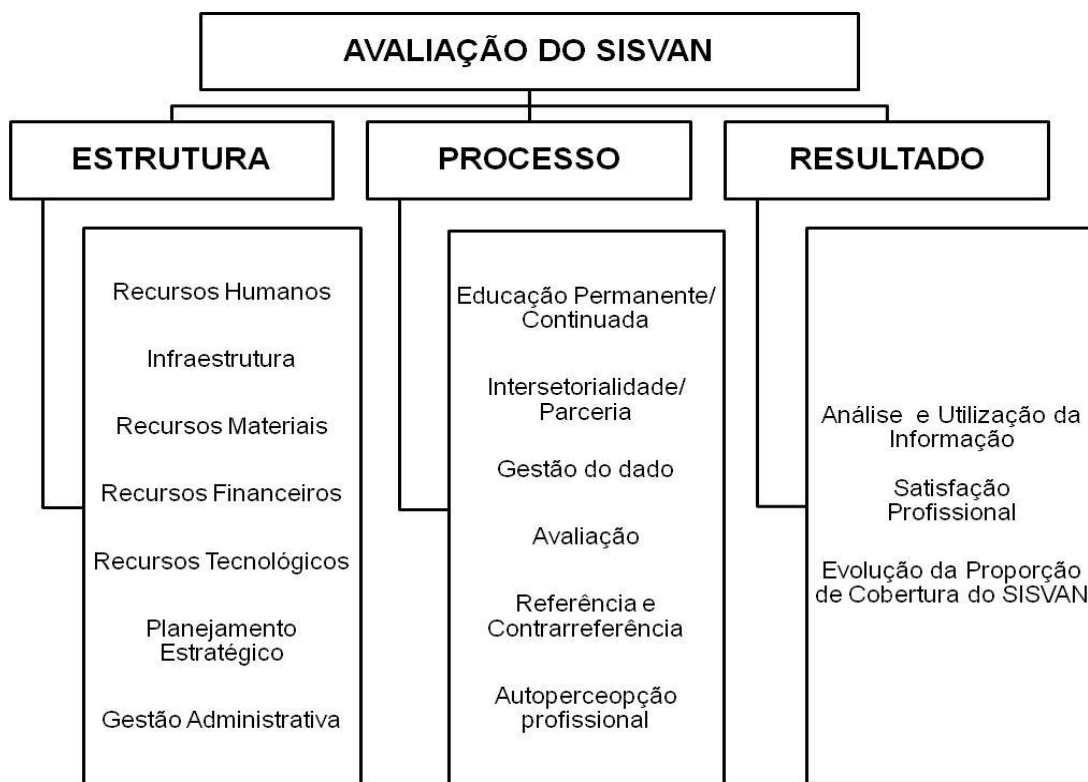 AVALIAÇÃO DO SISVAN
ESTRUTURA
Recursos Humanos
Infraestrutura
Recursos Materiais
Recursos Financeiros
Recursos Tecnológicos
Planejamento
Estratégico
Gestão Administrativa
PROCESSO
Educação Permanente/
Continuada
Intersetorialidade/
Parceria
Gestão do dado
Avaliação
Referência e
Contrarreferência
Autoperceopção
profissional
RESULTADO
Análise e Utilização da
Informação
Satisfação
Profissional
Evolução da Proporção
de Cobertura do SISVAN